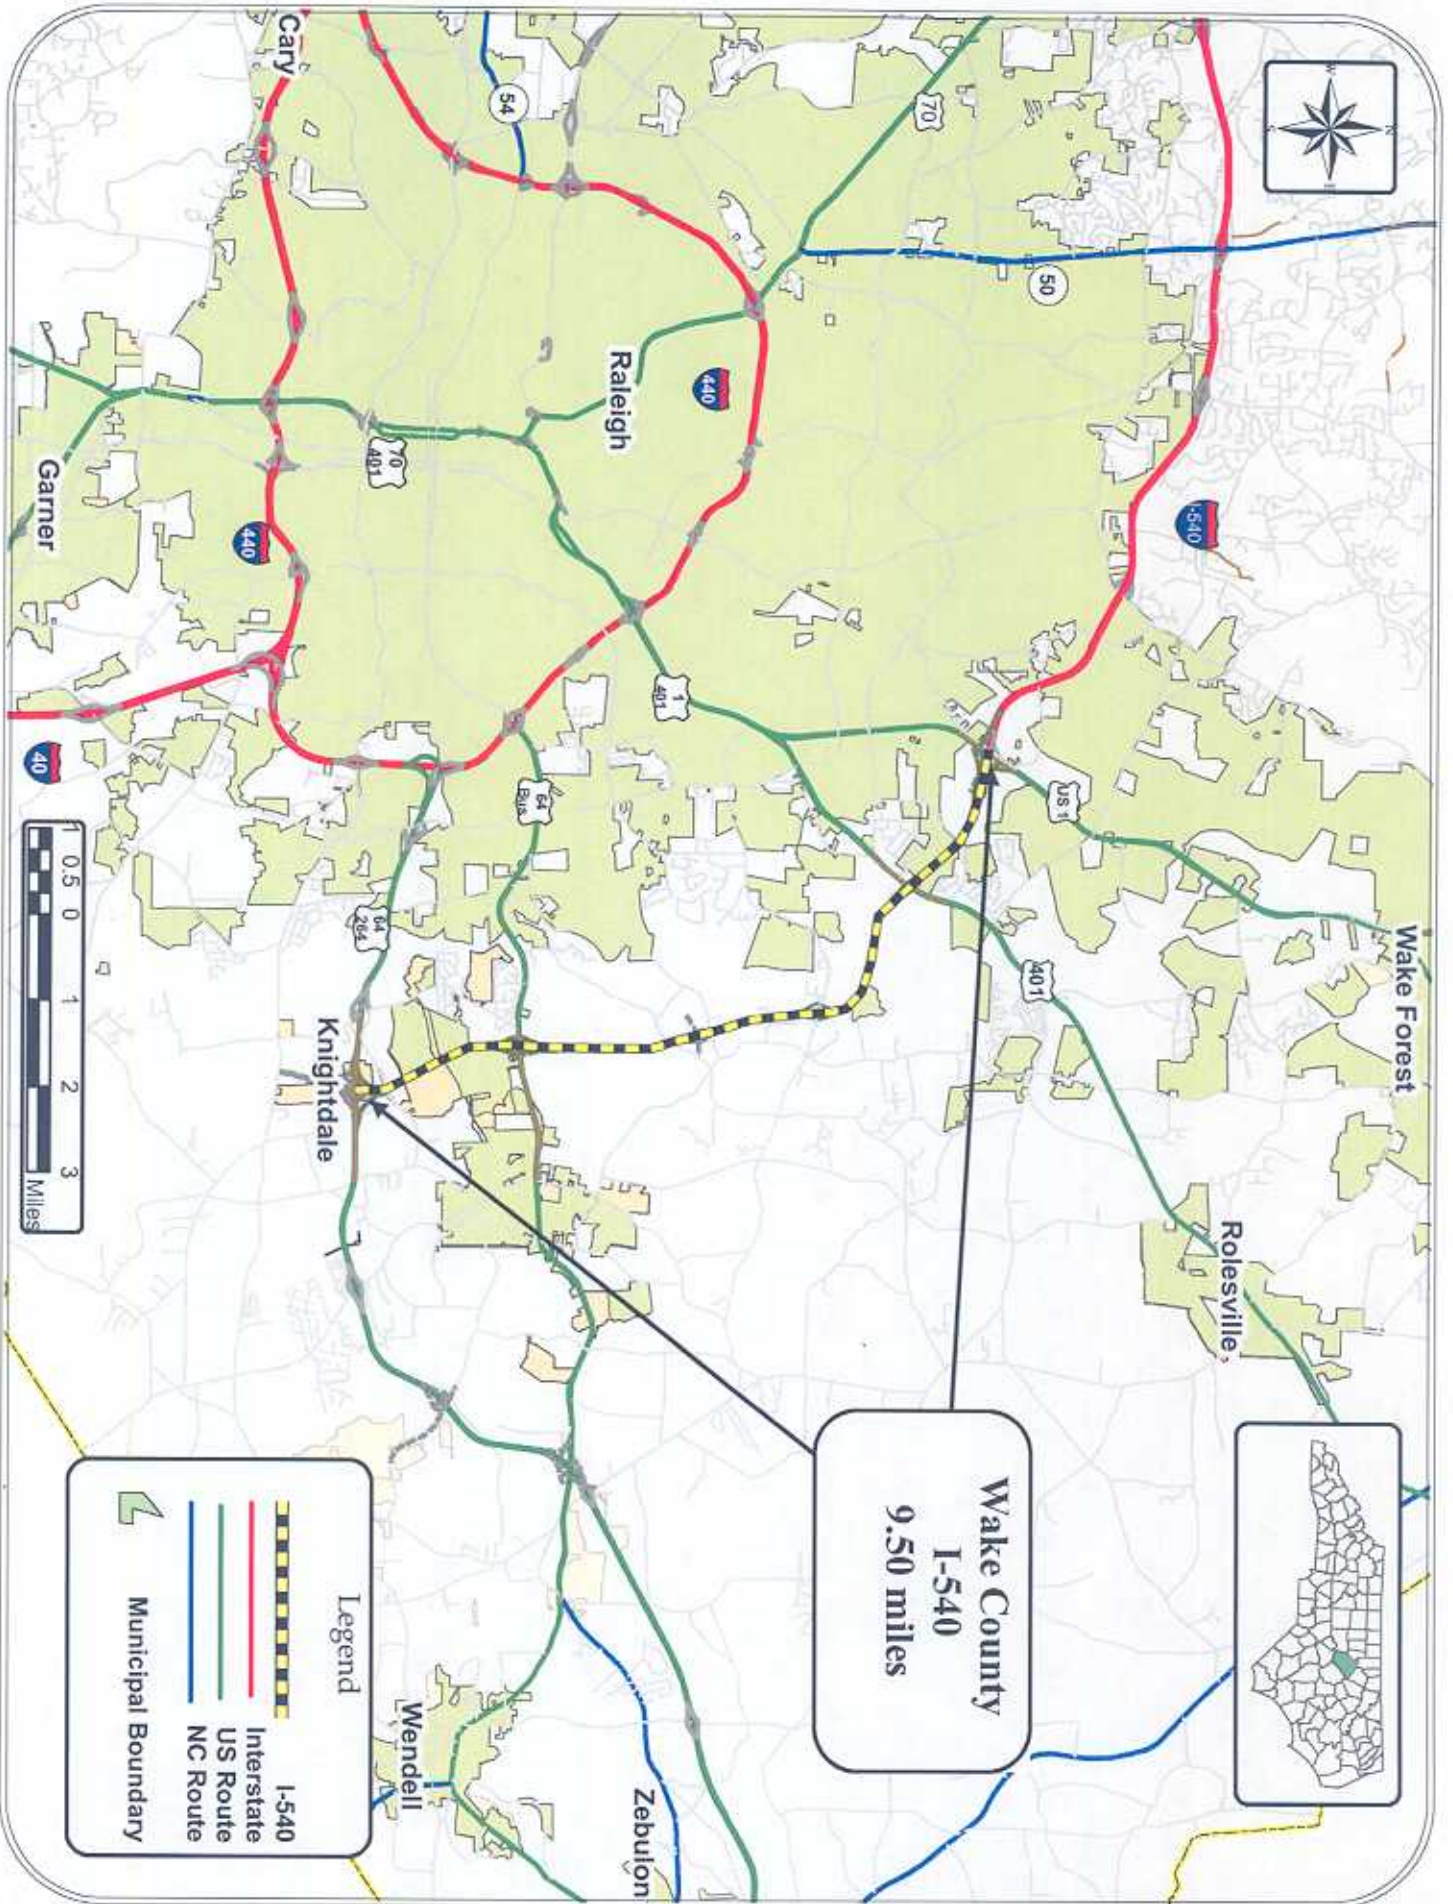 N
W E
S
Wake Forest
Rolesville
I-540
US 1
50
401
70
Wake County
I-540
9.50 miles
440
1
401
Zebulon
Raleigh
64
Bus
54
Wendell
70
401
64
264
Knightdale
Cary
440
Garner
40
1 0.5 0 1 2 3
Miles
Legend
I-540
Interstate
US Route
NC Route
Municipal Boundary